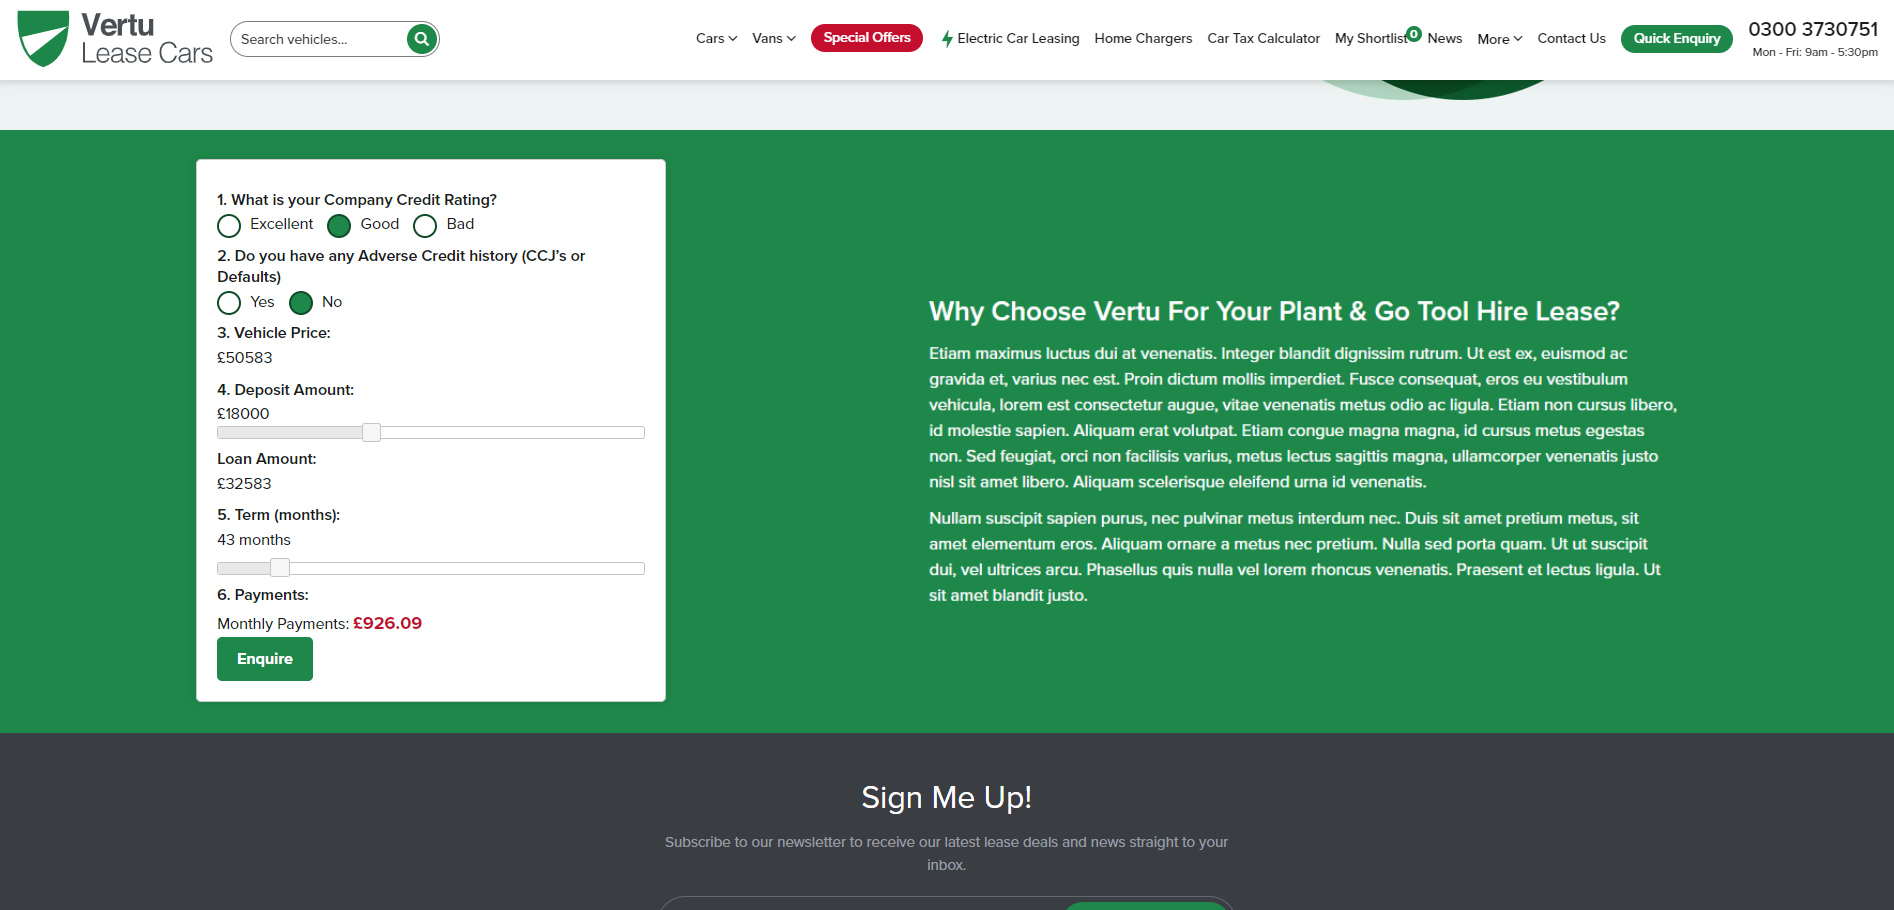 Vertu
Lease Cars
Search vehicles...
Cars
Vans
Special Offers
Electric Car Leasing
Home Chargers
Car Tax Calculator
My Shortlist
0
News
More
Contact Us
Quick Enquiry
0300 3730751
Mon - Fri: 9am - 5:30pm
1. What is your Company Credit Rating?
Excellent
Good
Bad
2. Do you have any Adverse Credit history (CCJ's or
Defaults)
Yes
No
3. Vehicle Price:
£50583
4. Deposit Amount:
£18000
Loan Amount:
£32583
5. Term (months):
43 months
6. Payments:
Monthly Payments: £926.09
Enquire
Why Choose Vertu For Your Plant & Go Tool Hire Lease?
Etiam maximus luctus dui at venenatis. Integer blandit dignissim rutrum. Ut est ex, euismod ac
gravida et, varius nec est. Proin dictum mollis imperdiet. Fusce consequat, eros eu vestibulum
vehicula, lorem est consectetur augue, vitae venenatis metus odio ac ligula. Etiam non cursus libero,
id molestie sapien. Aliquam erat volutpat. Etiam congue magna magna, id cursus metus egestas
non. Sed feugiat, orci non facilisis varius, metus lectus sagittis magna, ullamcorper venenatis justo
nisl sit amet libero. Aliquam scelerisque eleifend urna id venenatis.
Nullam suscipit sapien purus, nec pulvinar metus interdum nec. Duis sit amet pretium metus, sit
amet elementum eros. Aliquam ornare a metus nec pretium. Nulla sed porta quam. Ut ut suscipit
dui, vel ultrices arcu. Phasellus quis nulla vel lorem rhoncus venenatis. Praesent et lectus ligula. Ut
sit amet blandit justo.
Sign Me Up!
Subscribe to our newsletter to receive our latest lease deals and news straight to your
inbox.